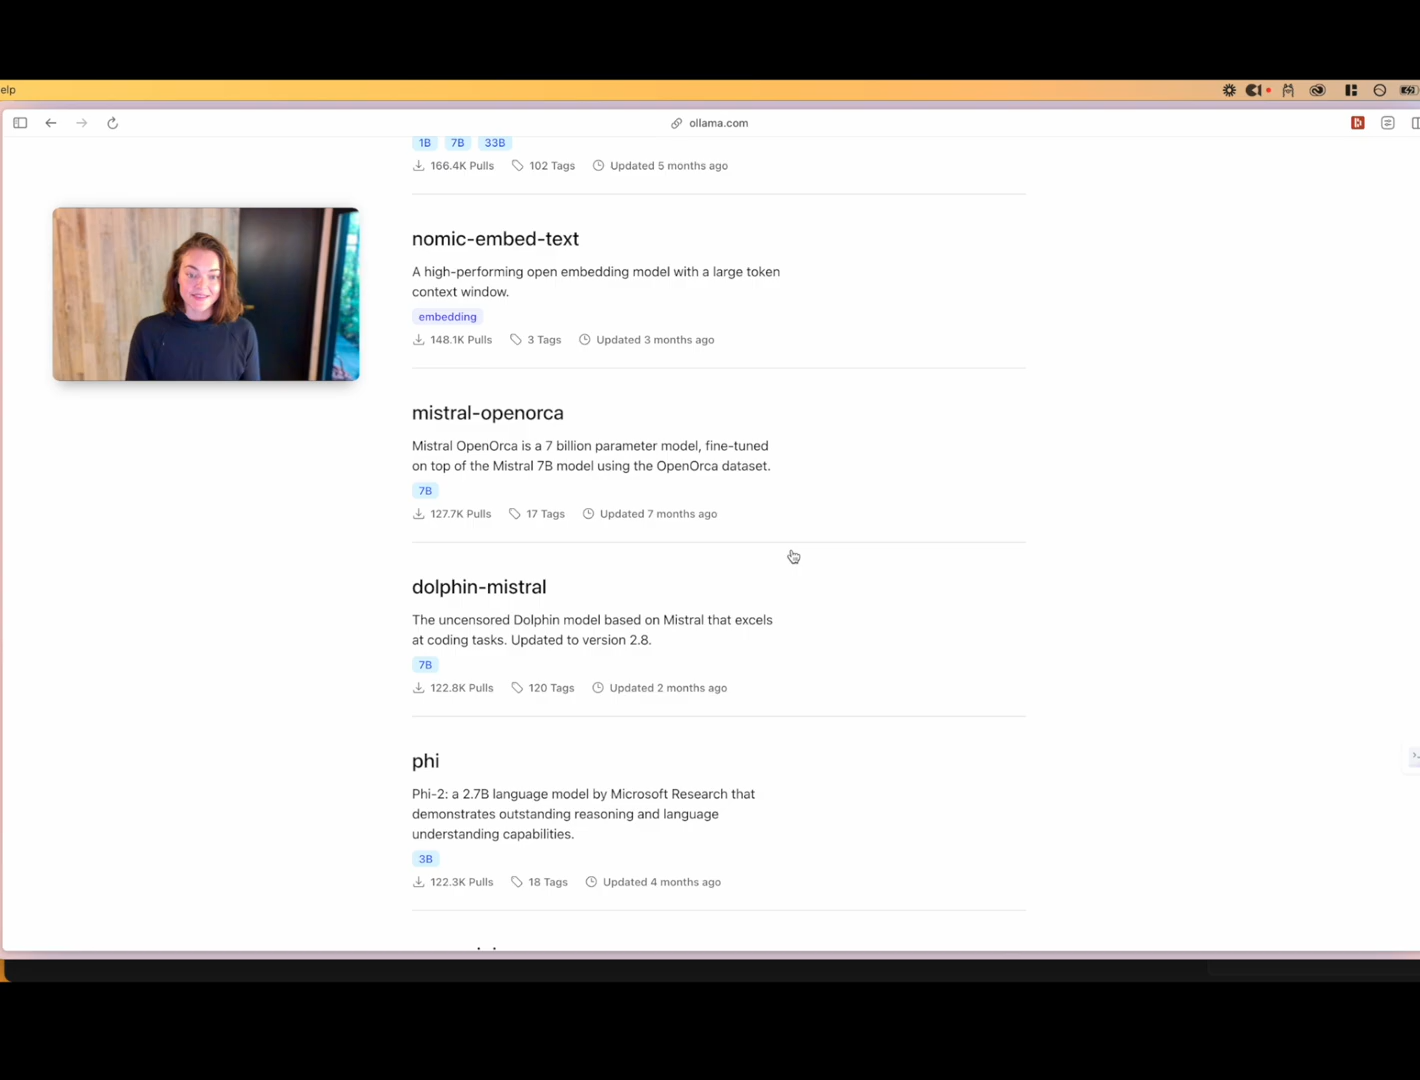 elp
ollama.com
1B 7B 33B
166.4K Pulls 102 Tags Updated 5 months ago
nomic-embed-text
A high-performing open embedding model with a large token
context window.
embedding
148.1K Pulls 3 Tags Updated 3 months ago
mistral-openorca
Mistral OpenOrca is a 7 billion parameter model, fine-tuned
on top of the Mistral 7B model using the OpenOrca dataset.
7B
127.7K Pulls 17 Tags Updated 7 months ago
dolphin-mistral
The uncensored Dolphin model based on Mistral that excels
at coding tasks. Updated to version 2.8.
7B
122.8K Pulls 120 Tags Updated 2 months ago
phi
Phi-2: a 2.7B language model by Microsoft Research that
demonstrates outstanding reasoning and language
understanding capabilities.
3B
122.3K Pulls 18 Tags Updated 4 months ago